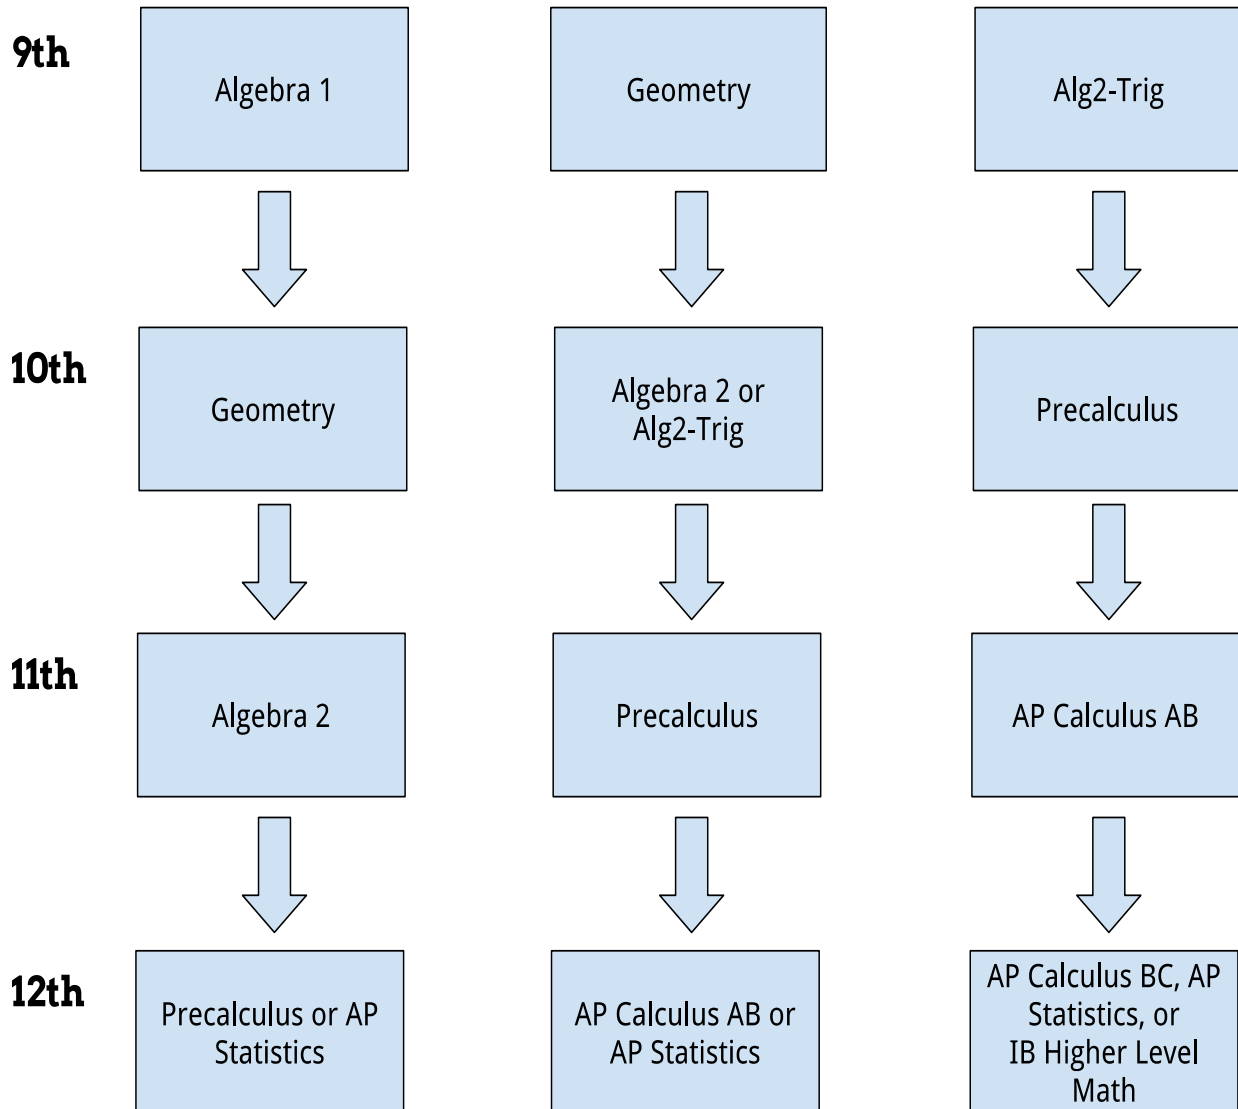 9th
Algebra 1
Geometry
Alg2-Trig
10th
Geometry
Algebra 2 or
Alg2-Trig
Precalculus
11th
Algebra 2
Precalculus
AP Calculus AB
12th
Precalculus or AP
Statistics
AP Calculus AB or
AP Statistics
AP Calculus BC, AP
Statistics, or
IB Higher Level
Math